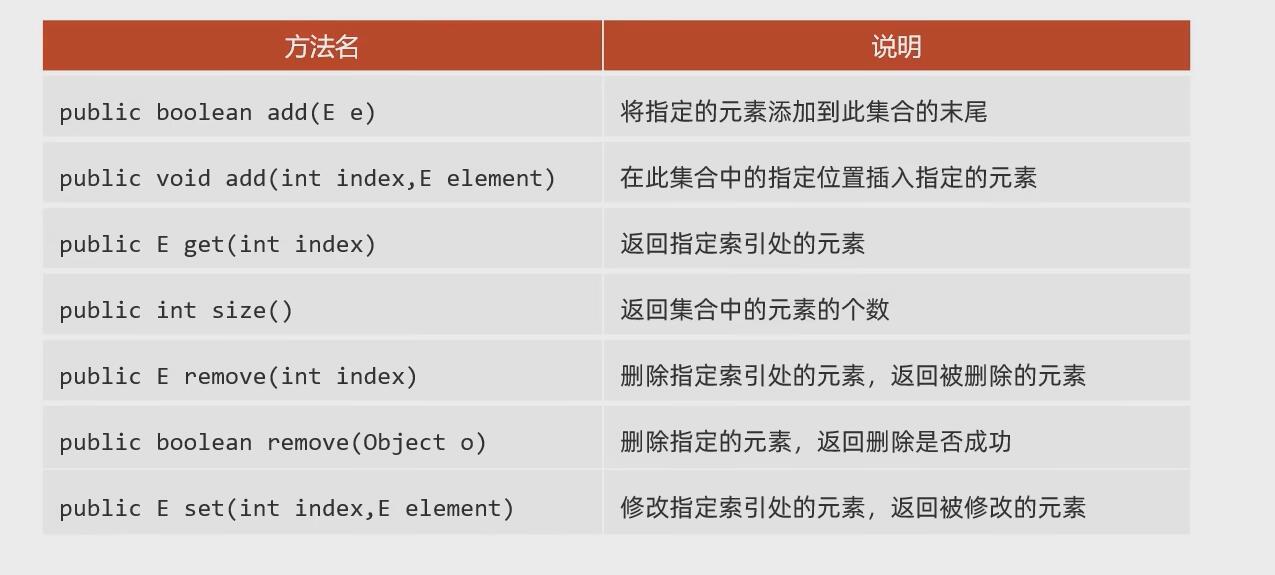 方法名 说明
public boolean add(E e) 将指定的元素添加到此集合的末尾
public void add(int index,E element) 在此集合中的指定位置插入指定的元素
public E get(int index) 返回指定索引处的元素
public int size() 返回集合中的元素的个数
public E remove(int index) 删除指定索引处的元素，返回被删除的元素
public boolean remove(Object o) 删除指定的元素，返回删除是否成功
public E set(int index,E element) 修改指定索引处的元素，返回被修改的元素